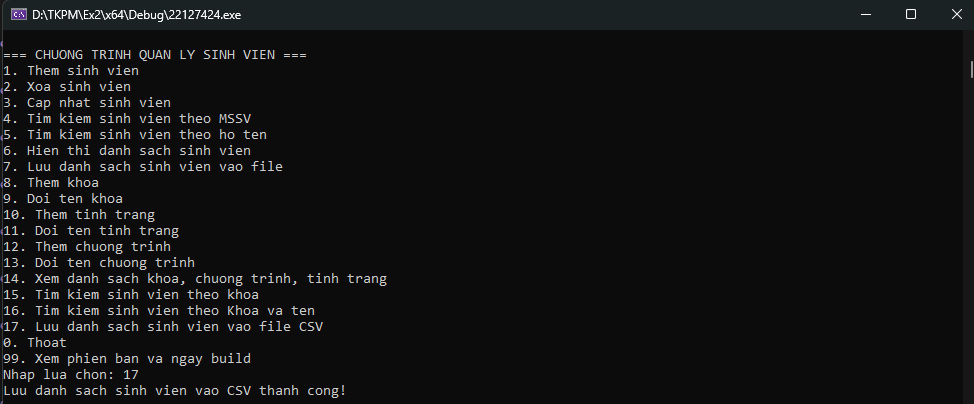 D:\TKPM\Ex2\x64\Debug\22127424.exe
=== CHUONG TRINH QUAN LY SINH VIEN ===
1. Them sinh vien
2. Xoa sinh vien
3. Cap nhat sinh vien
4. Tim kiem sinh vien theo MSSV
5. Tim kiem sinh vien theo ho ten
6. Hien thi danh sach sinh vien
7. Luu danh sach sinh vien vao file
8. Them khoa
9. Doi ten khoa
10. Them tinh trang
11. Doi ten tinh trang
12. Them chuong trinh
13. Doi ten chuong trinh
14. Xem danh sach khoa, chuong trinh, tinh trang
15. Tim kiem sinh vien theo khoa
16. Tim kiem sinh vien theo Khoa va ten
17. Luu danh sach sinh vien vao file CSV
0. Thoat
99. Xem phien ban va ngay build
Nhap lua chon: 17
Luu danh sach sinh vien vao CSV thanh cong!